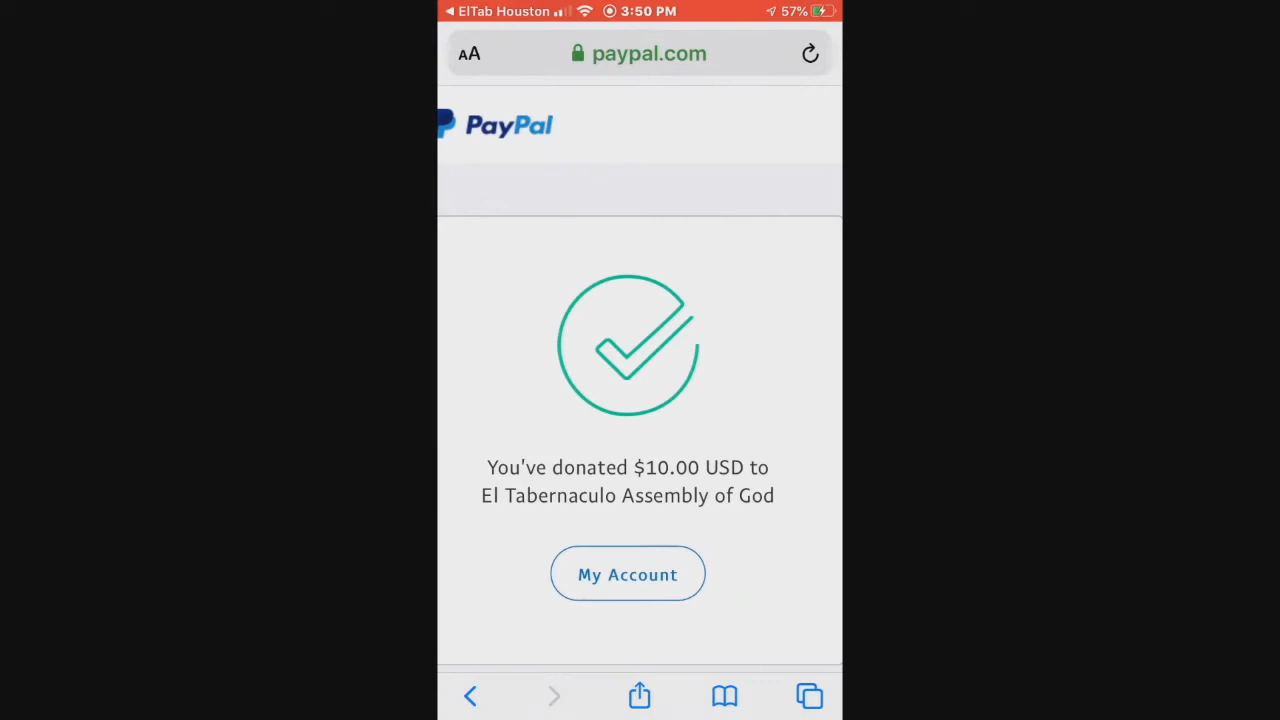 ElTab Houston 3:50 PM 57%
AA paypal.com
PayPal
You've donated $10.00 USD to
El Tabernaculo Assembly of God
My Account